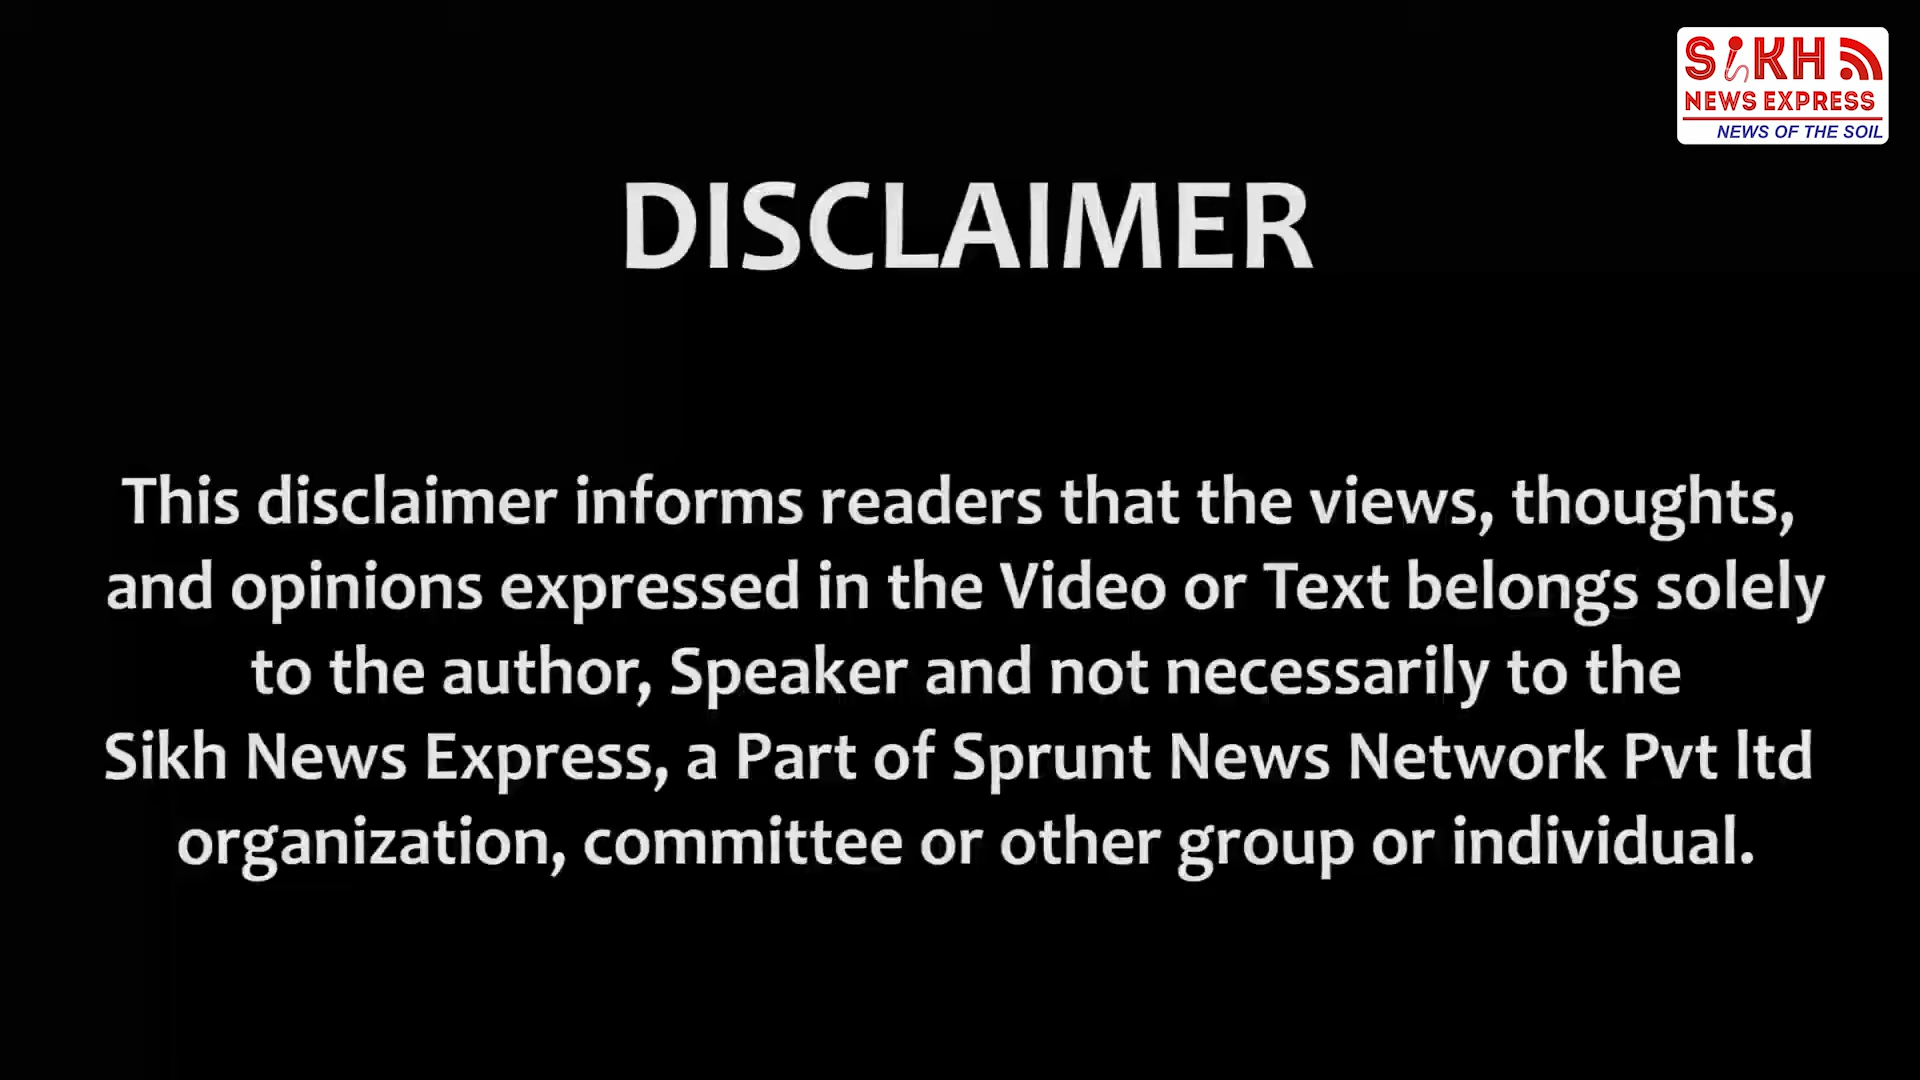 SIKH
NEWS EXPRESS
NEWS OF THE SOIL
DISCLAIMER
This disclaimer informs readers that the views, thoughts,
and opinions expressed in the Video or Text belongs solely
to the author, Speaker and not necessarily to the
Sikh News Express, a Part of Sprunt News Network Pvt ltd
organization, committee or other group or individual.